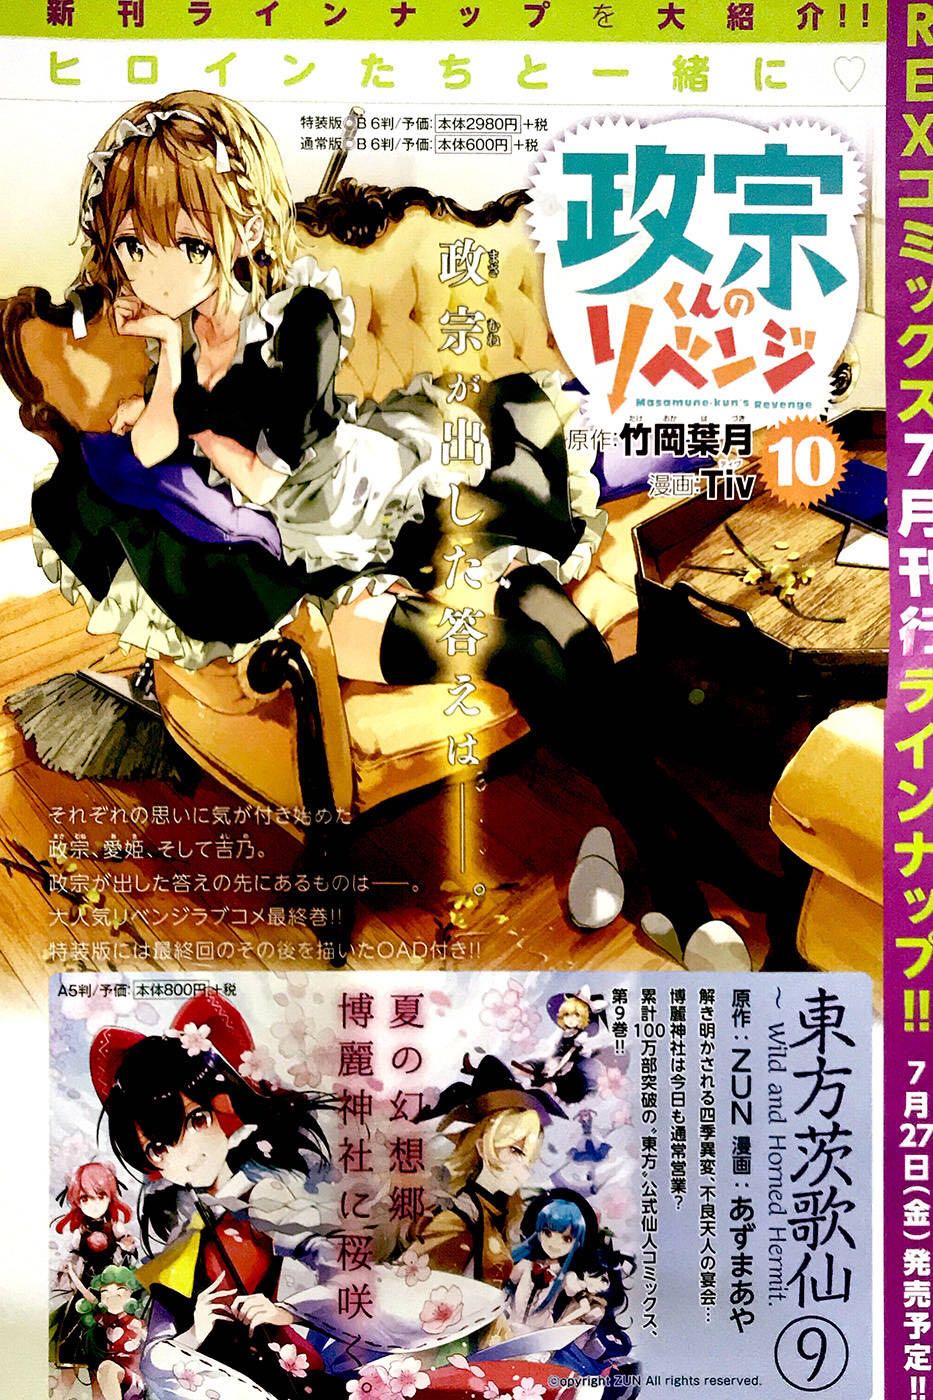 新刊ラインナップを大紹介!!
ヒロインたちと一緒に♡
REXコミックス7月刊行ラインナップ!!
7月27日(金)発売予定!!
特装版●B6判/予価:本体2980円+税
通常版●B6判/予価:本体600円+税
政宗
くんの
リベンジ
Masamune-kun's Revenge
原作:竹岡葉月
たけ おか は づき
漫画:Tiv
ティヴ
10
政宗が出した答えは――。
まさ むね
それぞれの思いに気が付き始めた
政宗、愛姫、そして吉乃。
政宗が出した答えの先にあるものは――。
大人気リベンジラブコメ最終巻!!
特装版には最終回のその後を描いたOAD付き!!
A5判/予価:本体800円+税
東方茨歌仙⑨
~ Wild and Horned Hermit.
原作:ZUN 漫画:あずまあや
解き明かされる四季異変、不良天人の宴会…
博麗神社は今日も通常営業?
累計100万部突破の"東方"公式仙人コミックス、
第9巻!!
夏の幻想郷、
博麗神社に桜咲く。
©opyright ZUN All rights reserved.